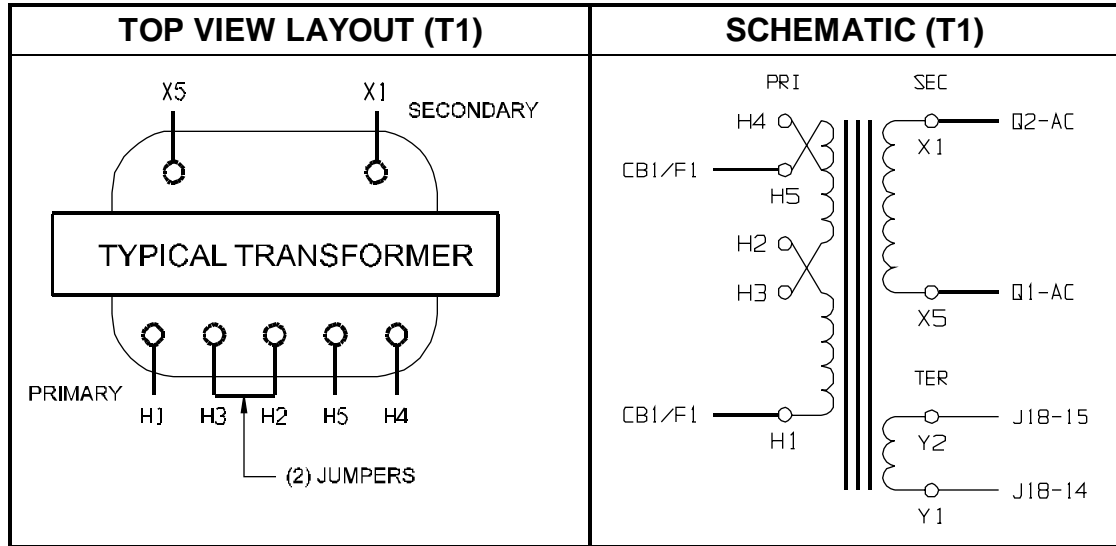 TOP VIEW LAYOUT (T1)
X5
X1
SECONDARY
TYPICAL TRANSFORMER
PRIMARY
H1
H3
H2
H5
H4
(2) JUMPERS
SCHEMATIC (T1)
PRI
SEC
H4
CB1/F1
H5
H2
H3
CB1/F1
H1
Q2-AC
X1
Q1-AC
X5
TER
J18-15
Y2
J18-14
Y1